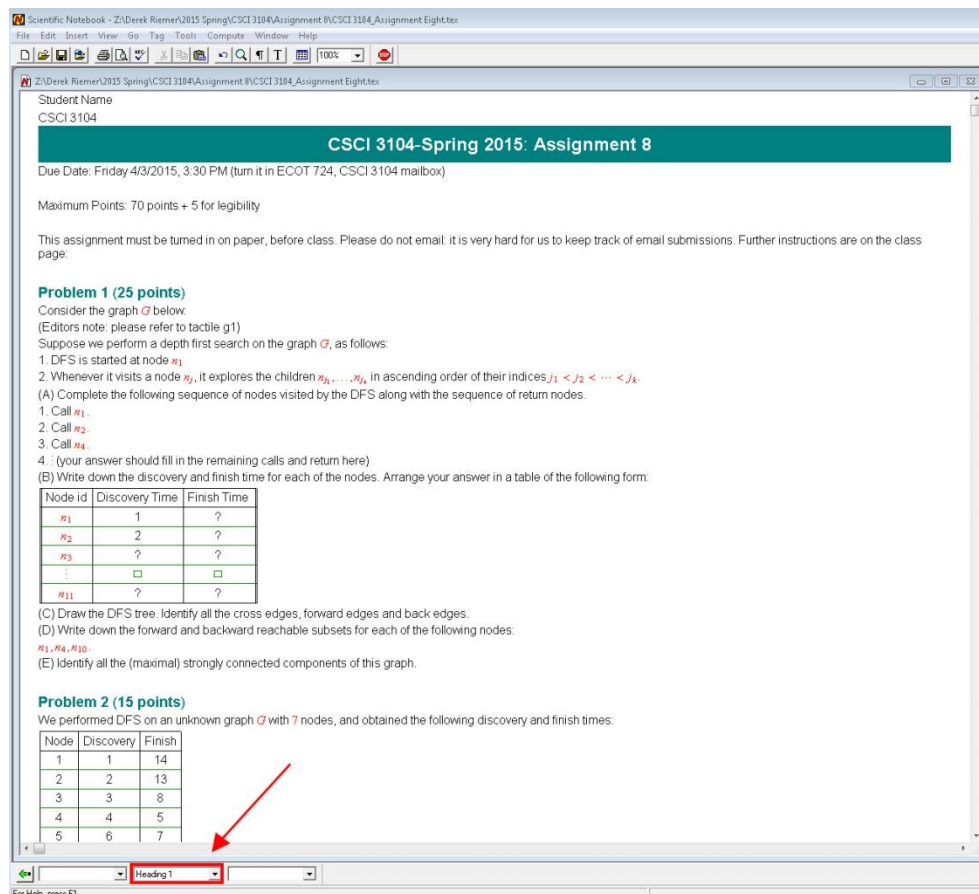 Scientific Notebook - Z:\Derek Riemer\2015 Spring\CSCI 3104\Assignment 8\CSCI 3104_Assignment Eight.tex
File Edit Insert View Go Tag Tools Compute Window Help
100%
Z:\Derek Riemer\2015 Spring\CSCI 3104\Assignment 8\CSCI 3104_Assignment Eight.tex
Student Name
CSCI 3104
CSCI 3104-Spring 2015: Assignment 8
Due Date: Friday 4/3/2015, 3:30 PM (turn it in ECOT 724, CSCI 3104 mailbox)
Maximum Points: 70 points + 5 for legibility
This assignment must be turned in on paper, before class. Please do not email: it is very hard for us to keep track of email submissions. Further instructions are on the class
page:
Problem 1 (25 points)
Consider the graph G below:
(Editors note: please refer to tactile g1)
Suppose we perform a depth first search on the graph G, as follows:
1. DFS is started at node n₁
2. Whenever it visits a node nⱼ, it explores the children n_{j₁},...,n_{jₖ} in ascending order of their indices j₁ < j₂ < ⋯ < jₖ.
(A) Complete the following sequence of nodes visited by the DFS along with the sequence of return nodes.
1. Call n₁.
2. Call n₂.
3. Call n₄.
4. ⋮ (your answer should fill in the remaining calls and return here)
(B) Write down the discovery and finish time for each of the nodes. Arrange your answer in a table of the following form:
Node id Discovery Time Finish Time
n₁ 1 ?
n₂ 2 ?
n₃ ? ?
⋮ □ □
n₁₁ ? ?
(C) Draw the DFS tree. Identify all the cross edges, forward edges and back edges.
(D) Write down the forward and backward reachable subsets for each of the following nodes:
n₁,n₄,n₁₀.
(E) Identify all the (maximal) strongly connected components of this graph.
Problem 2 (15 points)
We performed DFS on an unknown graph G with 7 nodes, and obtained the following discovery and finish times:
Node Discovery Finish
1 1 14
2 2 13
3 3 8
4 4 5
5 6 7
Heading 1
For Help, press F1